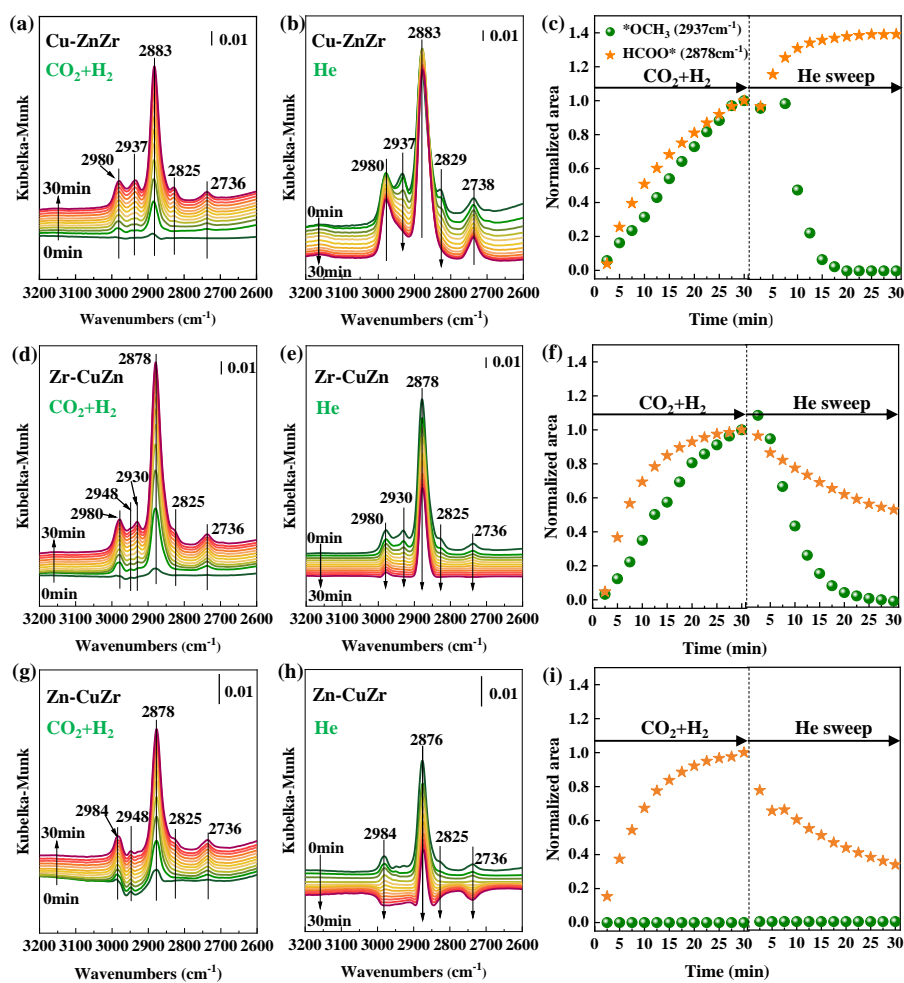 (a) Cu-ZnZr
CO₂+H₂
2883
0.01
2980
2937
2825
2736
30min
0min
Kubelka-Munk
3200 3100 3000 2900 2800 2700 2600
Wavenumbers (cm⁻¹)
(b) Cu-ZnZr
He
2883
0.01
2980
2937
2829
2738
0min
30min
Kubelka-Munk
3200 3100 3000 2900 2800 2700 2600
Wavenumbers (cm⁻¹)
(c)
*OCH₃ (2937cm⁻¹)
HCOO* (2878cm⁻¹)
CO₂+H₂
He sweep
Normalized area
1.4
1.2
1.0
0.8
0.6
0.4
0.2
0.0
0 5 10 15 20 25 30 5 10 15 20 25 30
Time (min)
(d) 2878
0.01
Zr-CuZn
CO₂+H₂
2930
2948
2980
2825
2736
30min
0min
Kubelka-Munk
3200 3100 3000 2900 2800 2700 2600
Wavenumbers (cm⁻¹)
(e) Zr-CuZn
He
2878
0.01
2980
2930
2825
2736
0min
30min
Kubelka-Munk
3200 3100 3000 2900 2800 2700 2600
Wavenumbers (cm⁻¹)
(f)
CO₂+H₂
He sweep
Normalized area
1.4
1.2
1.0
0.8
0.6
0.4
0.2
0.0
0 5 10 15 20 25 30 5 10 15 20 25 30
Time (min)
(g) Zn-CuZr
CO₂+H₂
2878
0.01
2984
2948
2825
2736
30min
0min
Kubelka-Munk
3200 3100 3000 2900 2800 2700 2600
Wavenumbers (cm⁻¹)
(h) Zn-CuZr
He
2876
0.01
2984
2825
2736
0min
30min
Kubelka-Munk
3200 3100 3000 2900 2800 2700 2600
Wavenumbers (cm⁻¹)
(i)
CO₂+H₂
He sweep
Normalized area
1.4
1.2
1.0
0.8
0.6
0.4
0.2
0.0
0 5 10 15 20 25 30 5 10 15 20 25 30
Time (min)